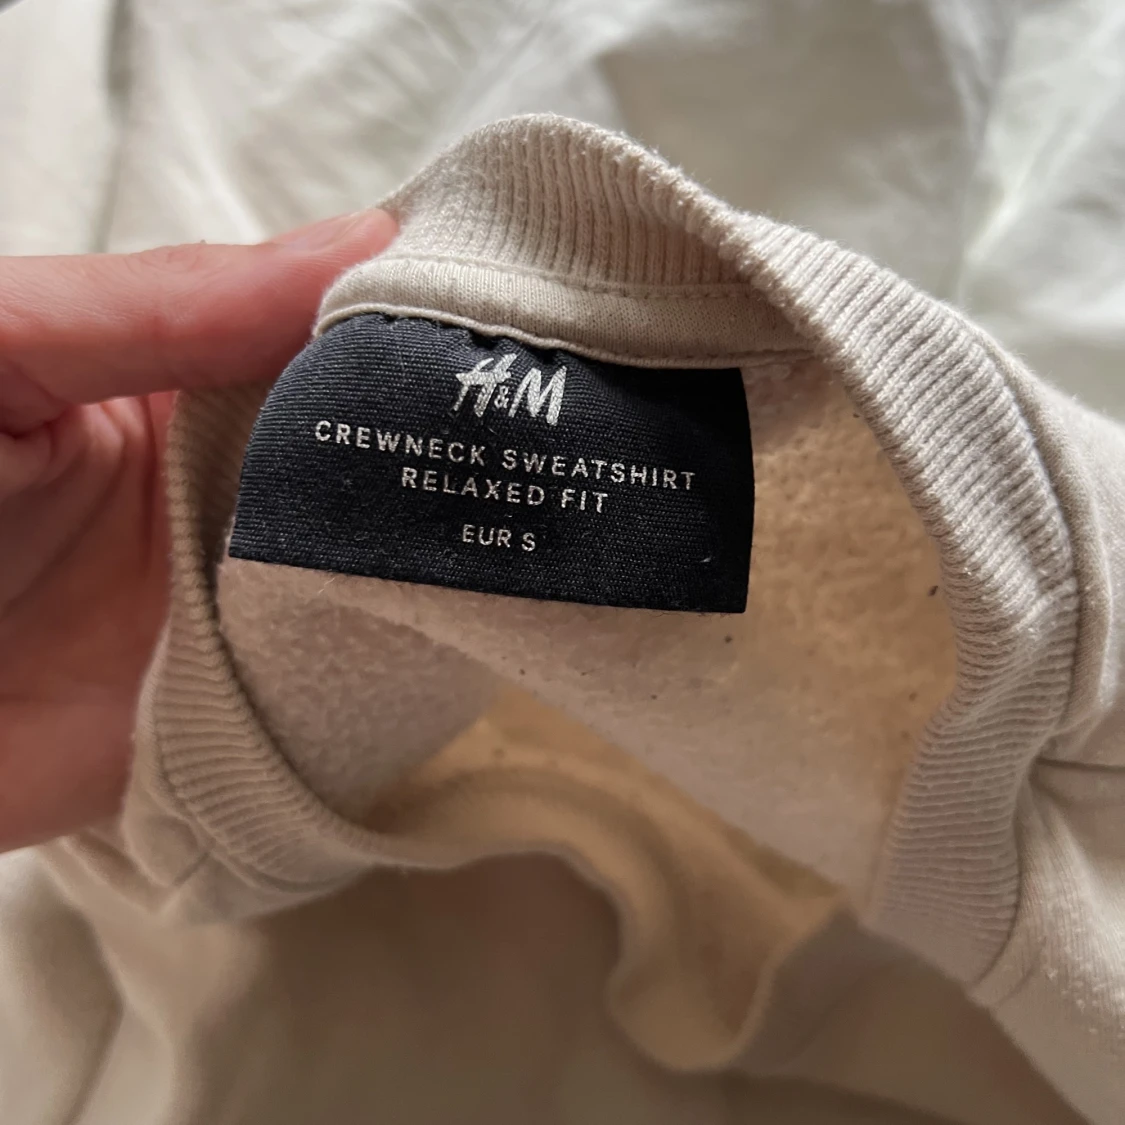 H&M
CREWNECK SWEATSHIRT
RELAXED FIT
EUR S